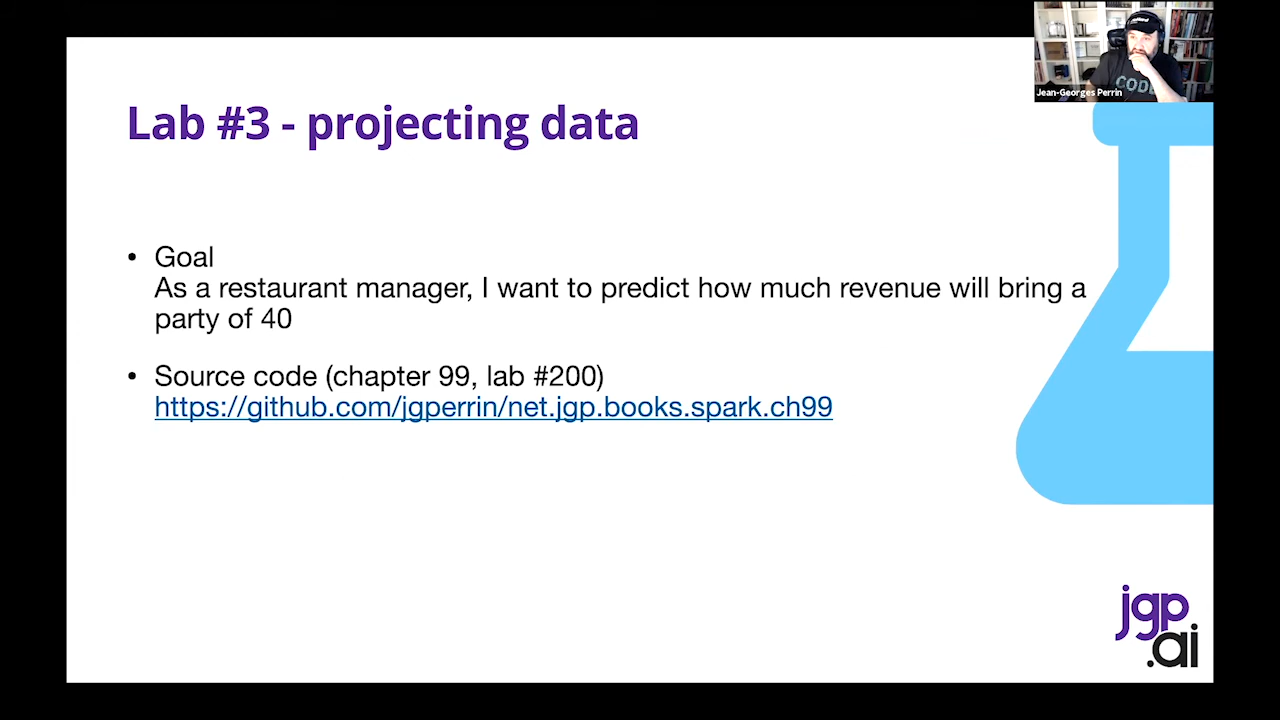 Lab #3 - projecting data
• Goal
As a restaurant manager, I want to predict how much revenue will bring a
party of 40
• Source code (chapter 99, lab #200)
https://github.com/jgperrin/net.jgp.books.spark.ch99
CODE
Jean-Georges Perrin
jgp
.ai